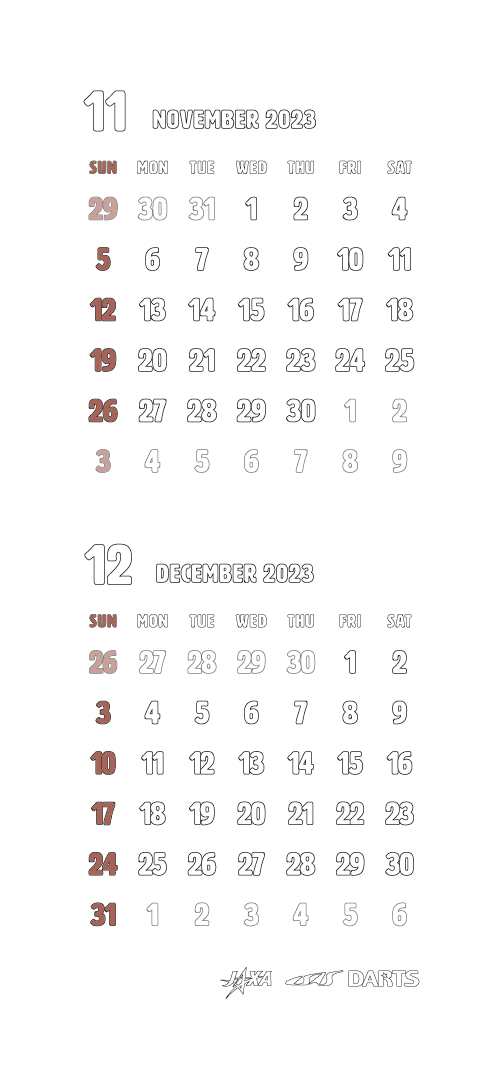 11 NOVEMBER 2023
SUN MON TUE WED THU FRI SAT
29 30 31 1 2 3 4
5 6 7 8 9 10 11
12 13 14 15 16 17 18
19 20 21 22 23 24 25
26 27 28 29 30 1 2
3 4 5 6 7 8 9
12 DECEMBER 2023
SUN MON TUE WED THU FRI SAT
26 27 28 29 30 1 2
3 4 5 6 7 8 9
10 11 12 13 14 15 16
17 18 19 20 21 22 23
24 25 26 27 28 29 30
31 1 2 3 4 5 6
JAXA ISAS DARTS